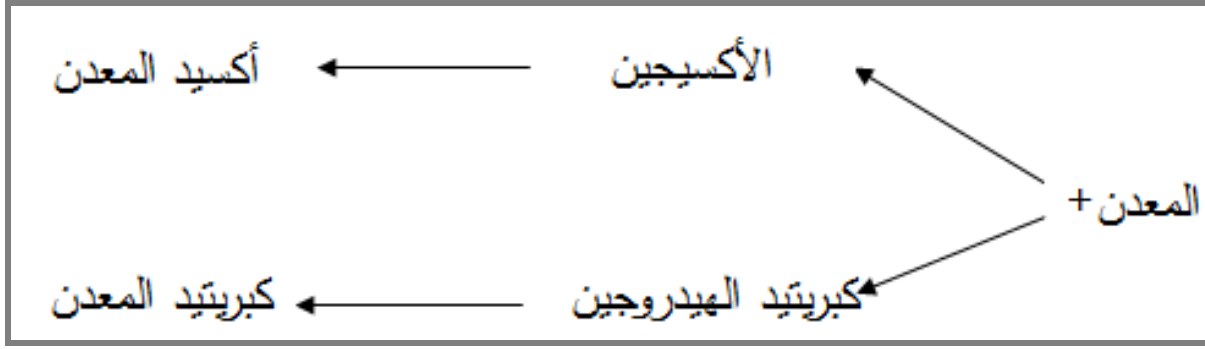 الأكسيجين أكسيد المعدن
المعدن +
كبريتيد الهيدروجين كبريتيد المعدن